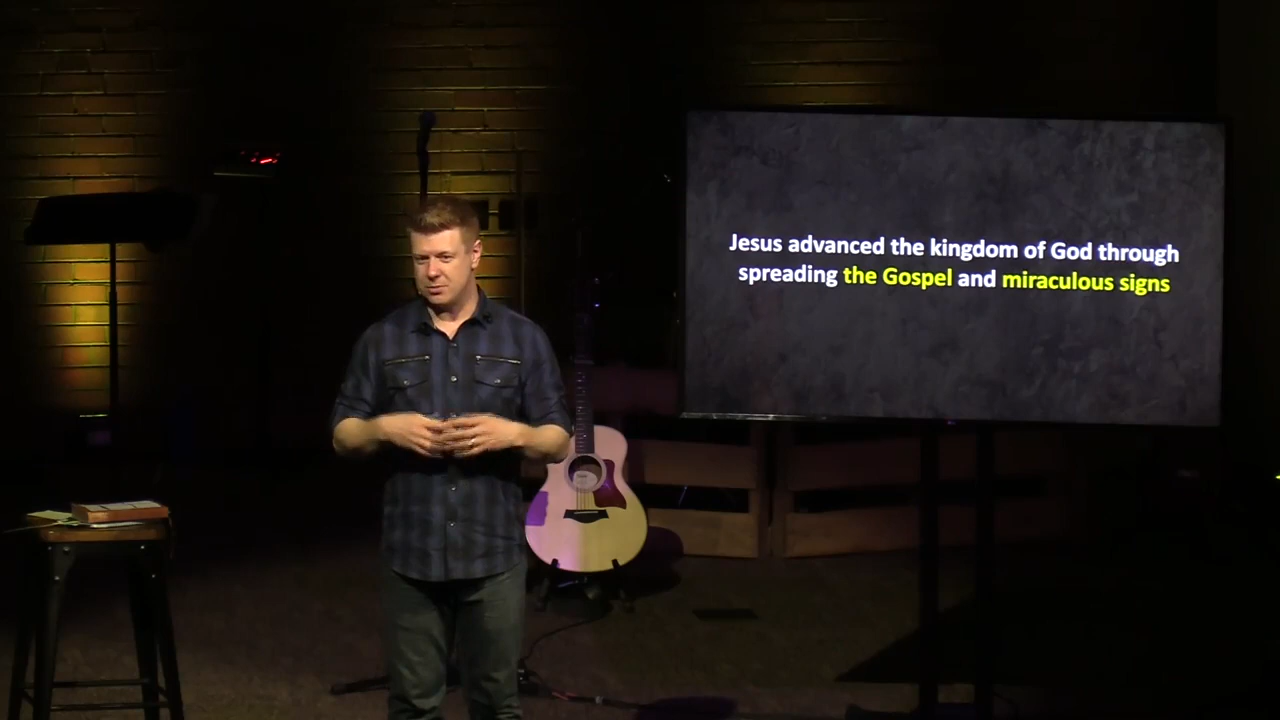 Jesus advanced the kingdom of God through
spreading the Gospel and miraculous signs